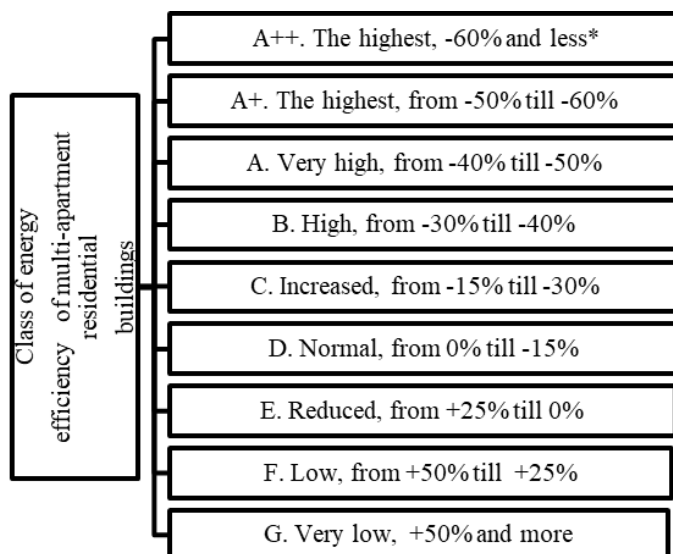 Class of energy
efficiency of multi-apartment
residential
buildings
A++. The highest, -60% and less*
A+. The highest, from -50% till -60%
A. Very high, from -40% till -50%
B. High, from -30% till -40%
C. Increased, from -15% till -30%
D. Normal, from 0% till -15%
E. Reduced, from +25% till 0%
F. Low, from +50% till +25%
G. Very low, +50% and more